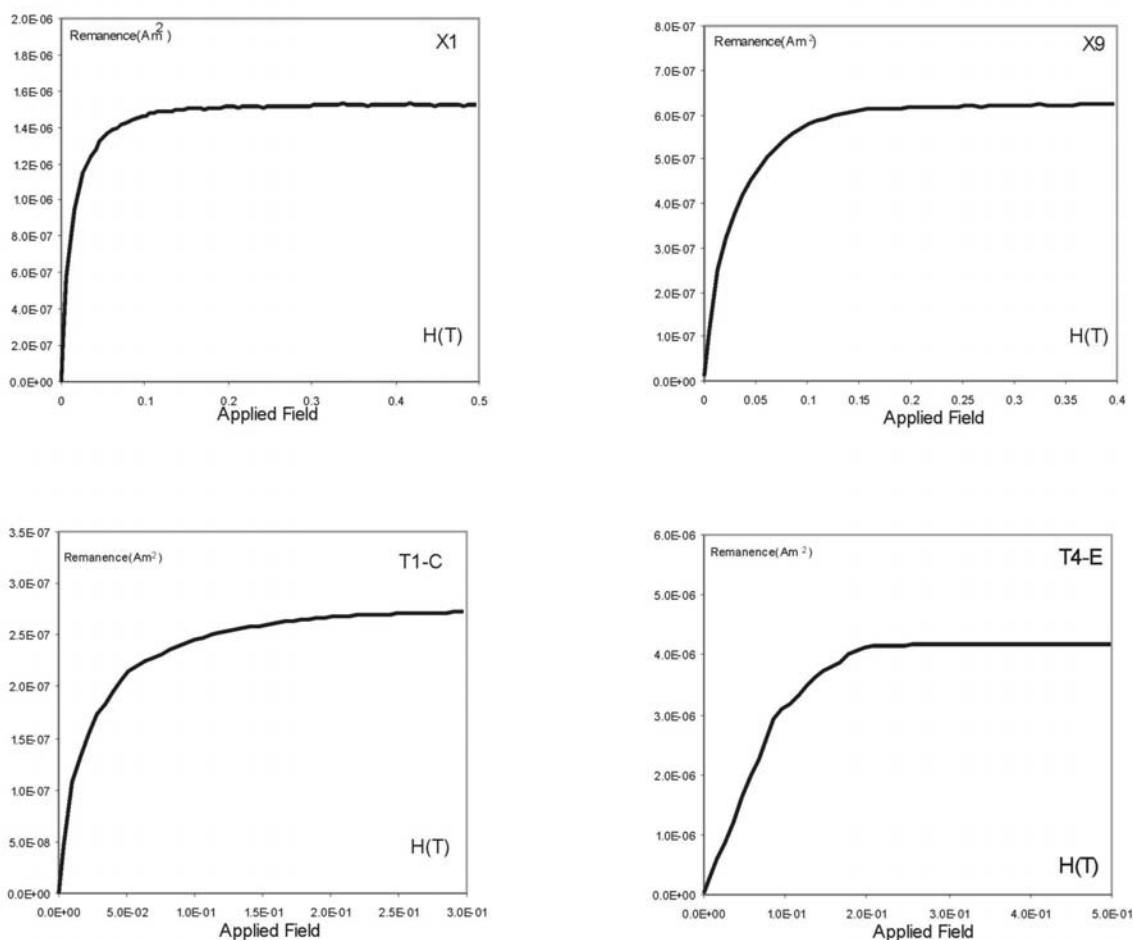 Remanence(Am²)
X1
2.0E-06
1.8E-06
1.6E-06
1.4E-06
1.2E-06
1.0E-06
8.0E-07
6.0E-07
4.0E-07
2.0E-07
0.0E+00
H(T)
0 0.1 0.2 0.3 0.4 0.5
Applied Field
Remanence(Am²)
X9
8.0E-07
7.0E-07
6.0E-07
5.0E-07
4.0E-07
3.0E-07
2.0E-07
1.0E-07
0.0E+00
H(T)
0 0.05 0.1 0.15 0.2 0.25 0.3 0.35 0.4
Applied Field
3.5E-07
Remanence(Am²)
T1-C
3.0E-07
2.5E-07
2.0E-07
1.5E-07
1.0E-07
5.0E-08
0.0E+00
H(T)
0.0E+00 5.0E-02 1.0E-01 1.5E-01 2.0E-01 2.5E-01 3.0E-01
Applied Field
6.0E-06
Remanence(Am²)
T4-E
5.0E-06
4.0E-06
3.0E-06
2.0E-06
1.0E-06
0.0E+00
H(T)
0.0E+00 1.0E-01 2.0E-01 3.0E-01 4.0E-01 5.0E-01
Applied Field